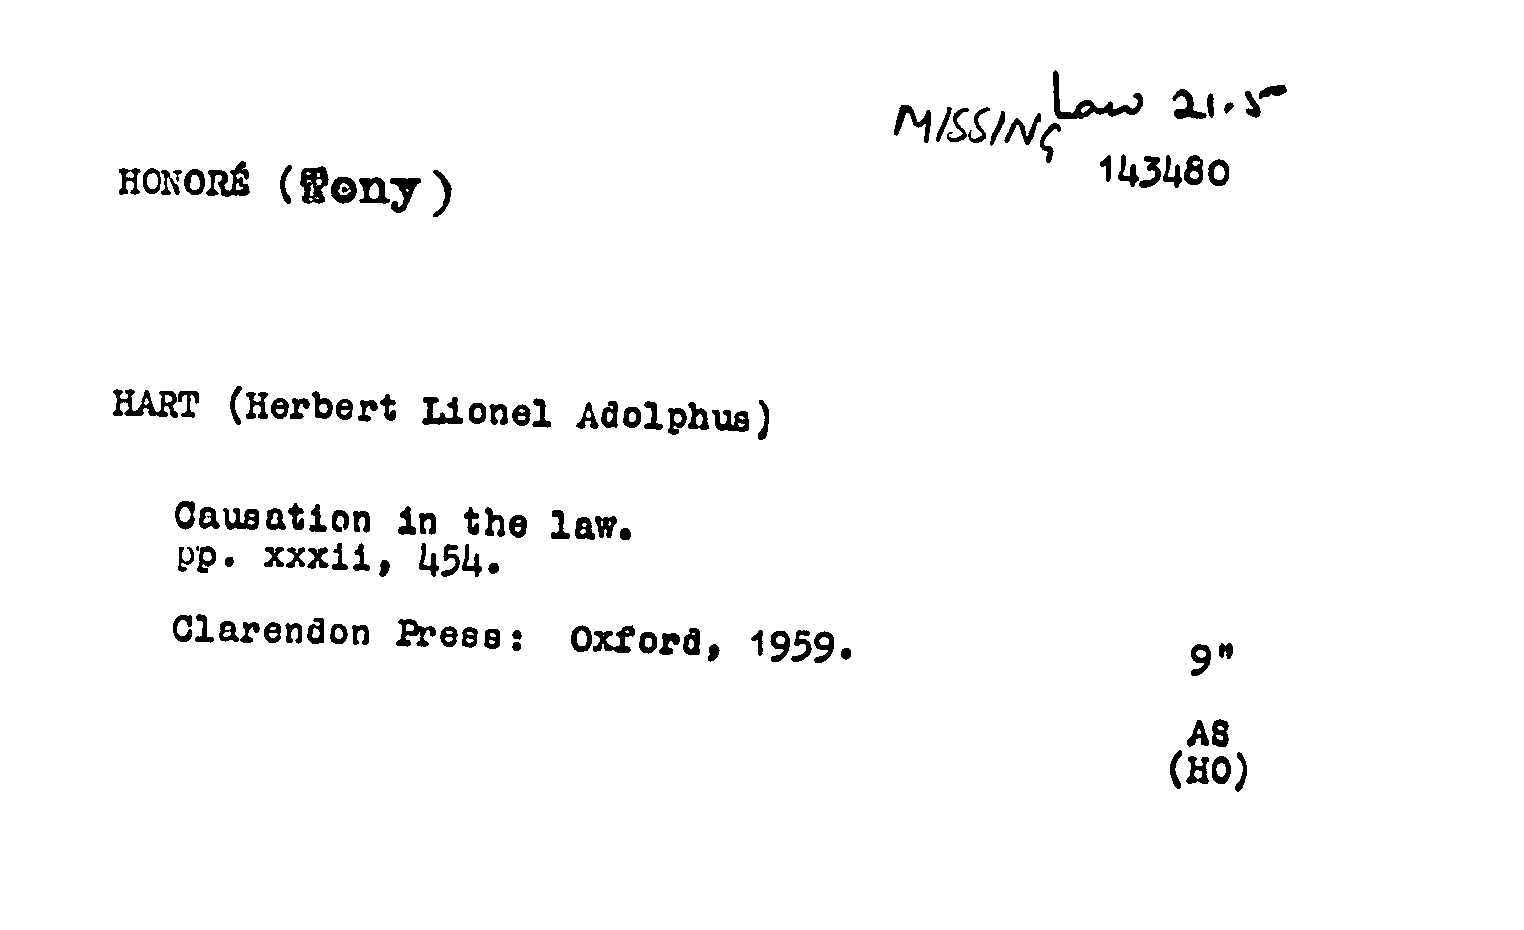 MISSING Law 21.5
143480
HONORÉ (Tony)
HART (Herbert Lionel Adolphus)
Causation in the law.
pp. xxxii, 454.
Clarendon Press: Oxford, 1959.
9"
AS
(HO)